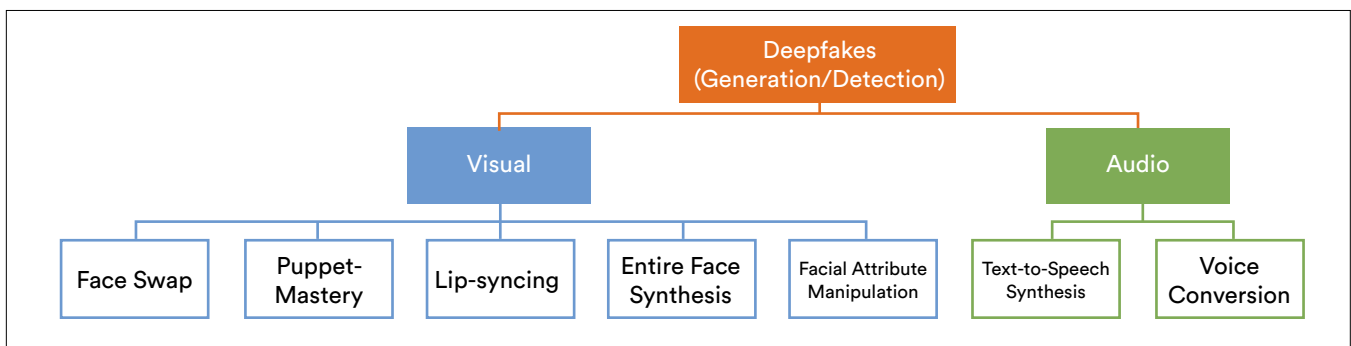 Deepfakes
(Generation/Detection)
Visual
Audio
Face Swap
Puppet-
Mastery
Lip-syncing
Entire Face
Synthesis
Facial Attribute
Manipulation
Text-to-Speech
Synthesis
Voice
Conversion